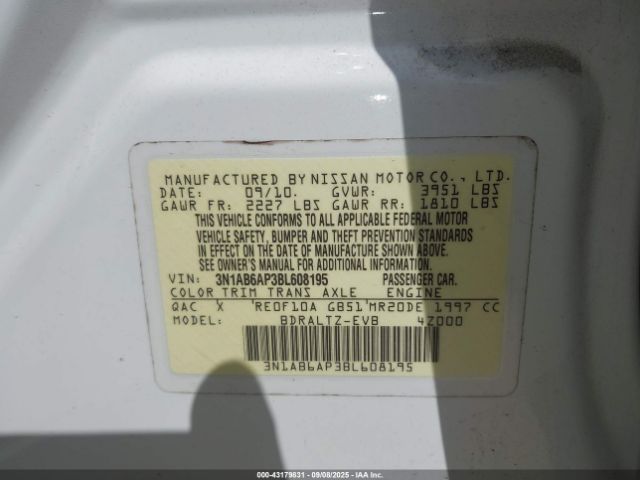 MANUFACTURED BY NISSAN MOTOR CO., LTD.
DATE: 09/10. GVWR: 3951 LBS
GAWR FR: 2227 LBS GAWR RR: 1810 LBS
THIS VEHICLE CONFORMS TO ALL APPLICABLE FEDERAL MOTOR
VEHICLE SAFETY, BUMPER AND THEFT PREVENTION STANDARDS
IN EFFECT ON THE DATE OF MANUFACTURE SHOWN ABOVE.
SEE OWNER'S MANUAL FOR ADDITIONAL INFORMATION.
VIN: 3N1AB6AP3BL608195 PASSENGER CAR.
COLOR TRIM TRANS AXLE ENGINE
QAC X RE0F10A GB51 MR20DE 1997 CC
MODEL: BDRALTZ-EVB 4Z000
3N1AB6AP3BL608195
000-43179831 - 09/08/2025 - Copyright © IAA